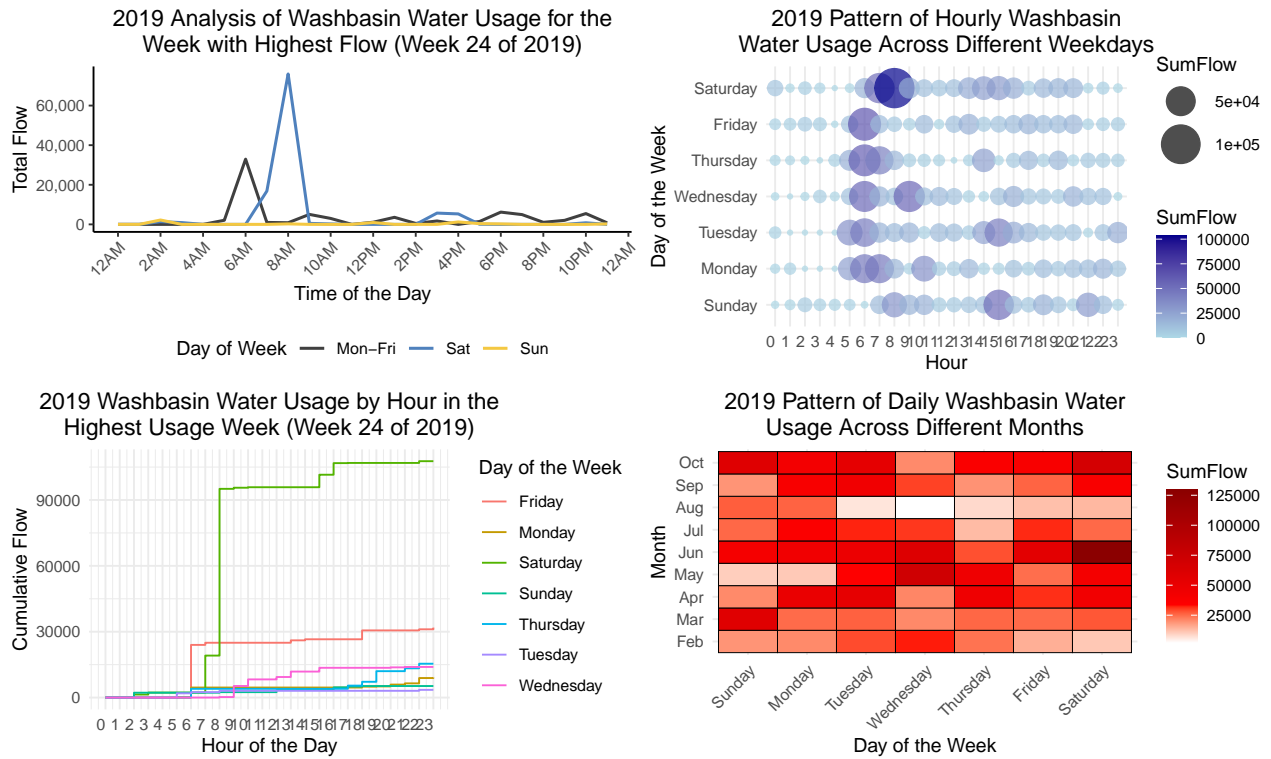 2019 Analysis of Washbasin Water Usage for the
Week with Highest Flow (Week 24 of 2019)
Total Flow
60,000
40,000
20,000
0
12AM 2AM 4AM 6AM 8AM 10AM 12PM 2PM 4PM 6PM 8PM 10PM 12AM
Time of the Day
Day of Week Mon−Fri Sat Sun
2019 Pattern of Hourly Washbasin
Water Usage Across Different Weekdays
Day of the Week
Saturday
Friday
Thursday
Wednesday
Tuesday
Monday
Sunday
0 1 2 3 4 5 6 7 8 9 10 11 12 13 14 15 16 17 18 19 20 21 22 23
Hour
SumFlow
5e+04
1e+05
SumFlow
100000
75000
50000
25000
0
2019 Washbasin Water Usage by Hour in the
Highest Usage Week (Week 24 of 2019)
Cumulative Flow
90000
60000
30000
0
0 1 2 3 4 5 6 7 8 9 10 11 12 13 14 15 16 17 18 19 20 21 22 23
Hour of the Day
Day of the Week
Friday
Monday
Saturday
Sunday
Thursday
Tuesday
Wednesday
2019 Pattern of Daily Washbasin Water
Usage Across Different Months
Month
Oct
Sep
Aug
Jul
Jun
May
Apr
Mar
Feb
Sunday Monday Tuesday Wednesday Thursday Friday Saturday
Day of the Week
SumFlow
125000
100000
75000
50000
25000